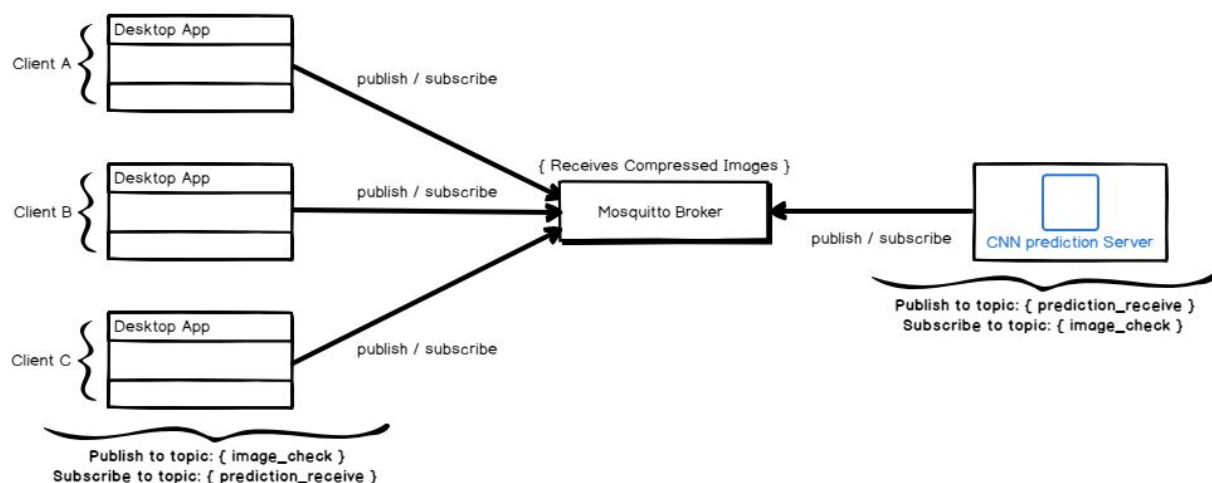 Desktop App
Client A
publish / subscribe
Desktop App
Client B
publish / subscribe
{ Receives Compressed Images }
Mosquitto Broker
publish / subscribe
CNN prediction Server
Publish to topic: { prediction_receive }
Subscribe to topic: { image_check }
Desktop App
Client C
publish / subscribe
Publish to topic: { image_check }
Subscribe to topic: { prediction_receive }